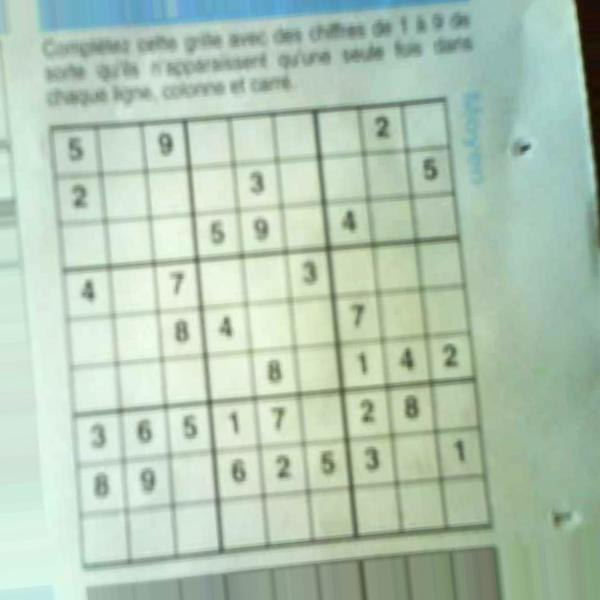 Complétez cette grille avec des chiffres de 1 à 9 de
sorte qu'ils n'apparaissent qu'une seule fois dans
chaque ligne, colonne et carré.
Moyen
5 9 2
2 3 5
5 9 4
4 7 3
8 4 7
8 1 4 2
3 6 5 1 7 2 8
8 9 6 2 5 3 1